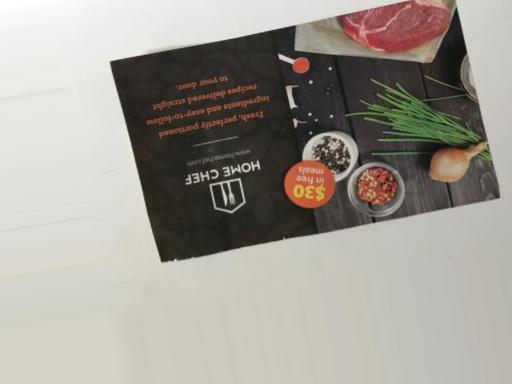 HOME CHEF
www.homechef.com
Fresh, perfectly portioned
ingredients and easy-to-follow
recipes delivered straight
to your door.
$30
in free
meals